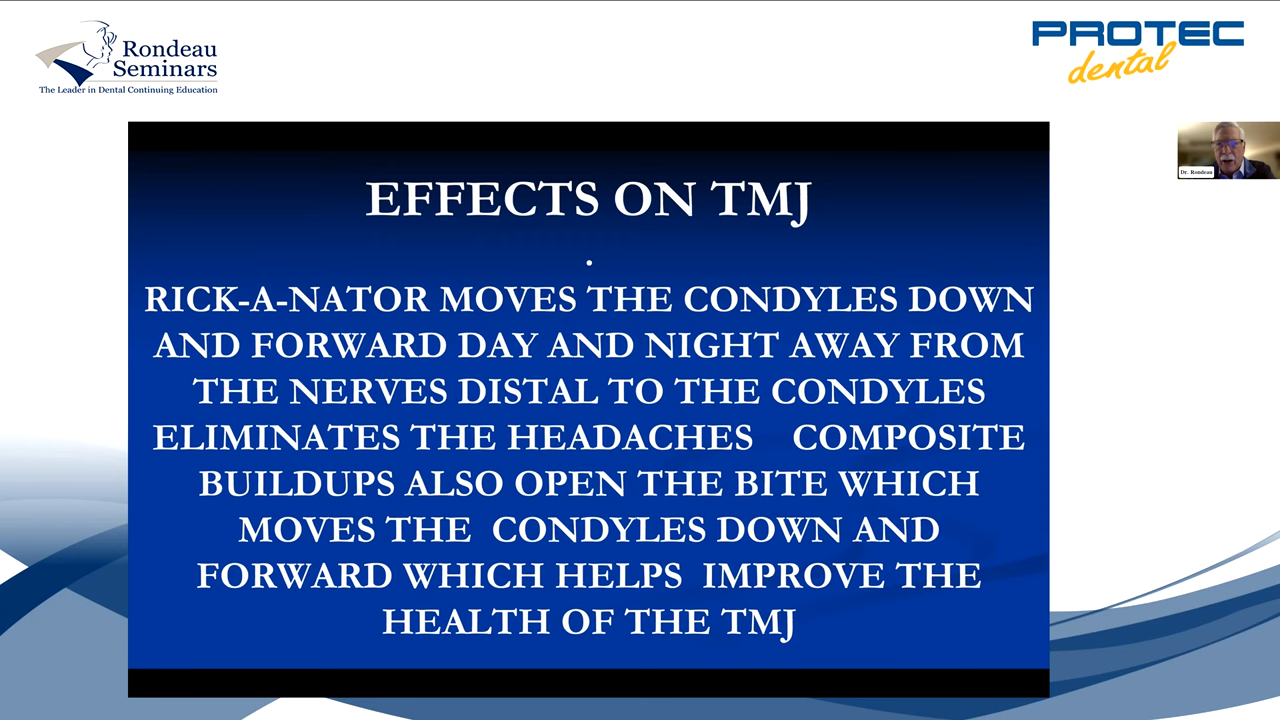 Rondeau
Seminars
The Leader in Dental Continuing Education
PROTEC
dental
Dr. Rondeau
EFFECTS ON TMJ
.
RICK-A-NATOR MOVES THE CONDYLES DOWN
AND FORWARD DAY AND NIGHT AWAY FROM
THE NERVES DISTAL TO THE CONDYLES
ELIMINATES THE HEADACHES COMPOSITE
BUILDUPS ALSO OPEN THE BITE WHICH
MOVES THE CONDYLES DOWN AND
FORWARD WHICH HELPS IMPROVE THE
HEALTH OF THE TMJ